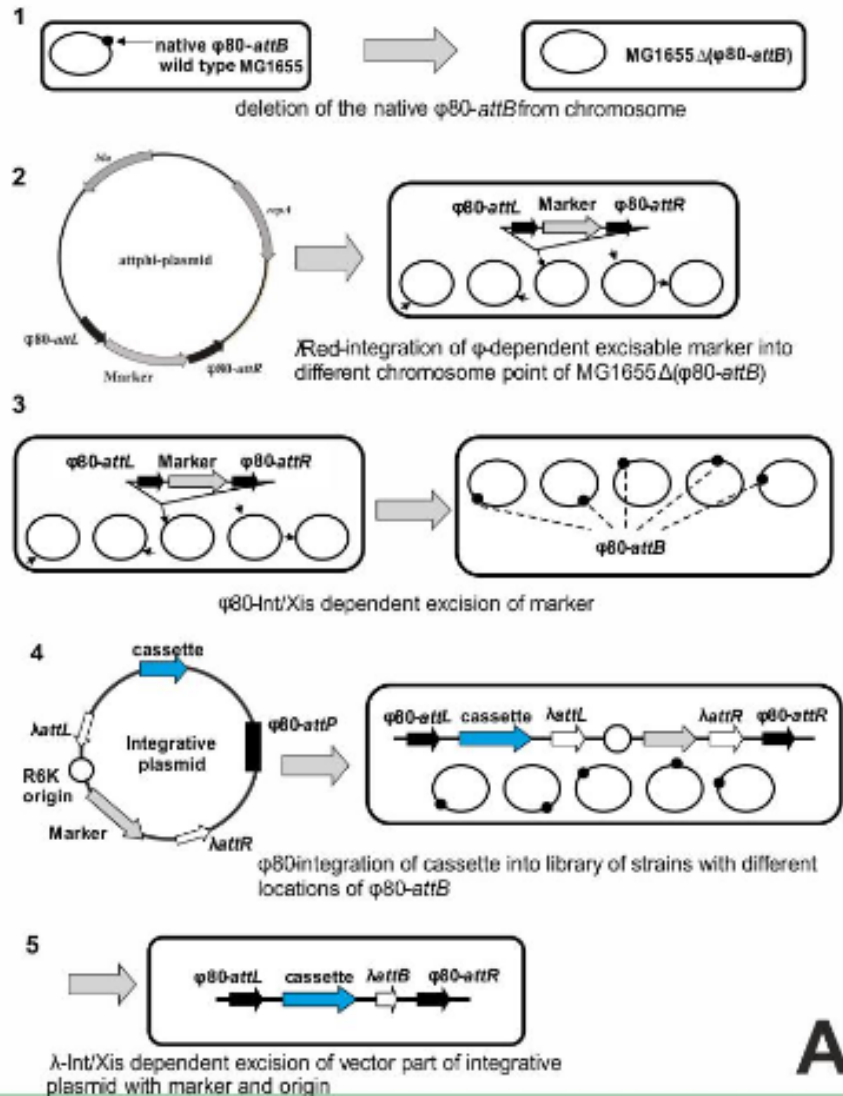 1
native φ80-attB
wild type MG1655
MG1655Δ(φ80-attB)
deletion of the native φ80-attB from chromosome
2
bla
repA
attphi-plasmid
φ80-attL
Marker
φ80-attR
φ80-attL Marker φ80-attR
λRed-integration of φ-dependent excisable marker into
different chromosome point of MG1655Δ(φ80-attB)
3
φ80-attL Marker φ80-attR
φ80-attB
φ80-Int/Xis dependent excision of marker
4
cassette
λattL
φ80-attP
Integrative
plasmid
R6K
origin
Marker
λattR
φ80-attL cassette λattL λattR φ80-attR
φ80integration of cassette into library of strains with different
locations of φ80-attB
5
φ80-attL cassette λattB φ80-attR
λ-Int/Xis dependent excision of vector part of integrative
plasmid with marker and origin
A